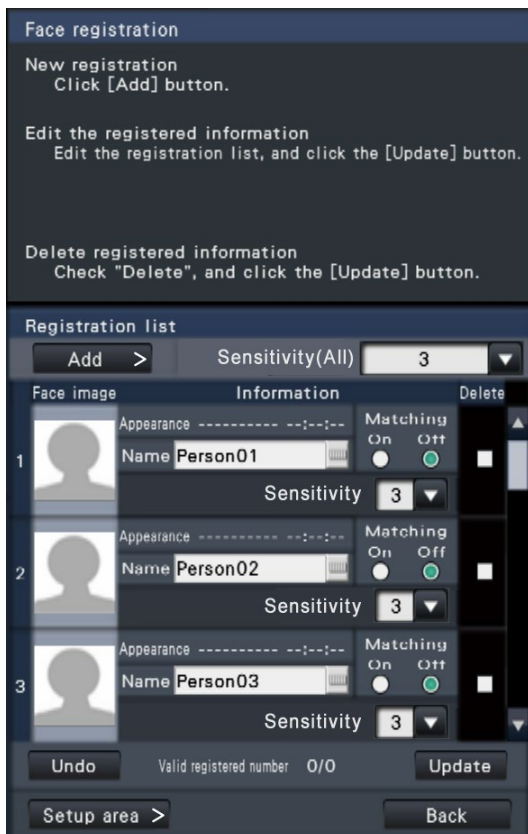 Face registration
New registration
Click [Add] button.
Edit the registered information
Edit the registration list, and click the [Update] button.
Delete registered information
Check "Delete", and click the [Update] button.
Registration list
Add > Sensitivity(All) 3
Face image Information Delete
Appearance ---------- --:--:-- Matching
On Off
1 Name Person01
Sensitivity 3
Appearance ---------- --:--:-- Matching
On Off
2 Name Person02
Sensitivity 3
Appearance ---------- --:--:-- Matching
On Off
3 Name Person03
Sensitivity 3
Undo Valid registered number 0/0 Update
Setup area > Back